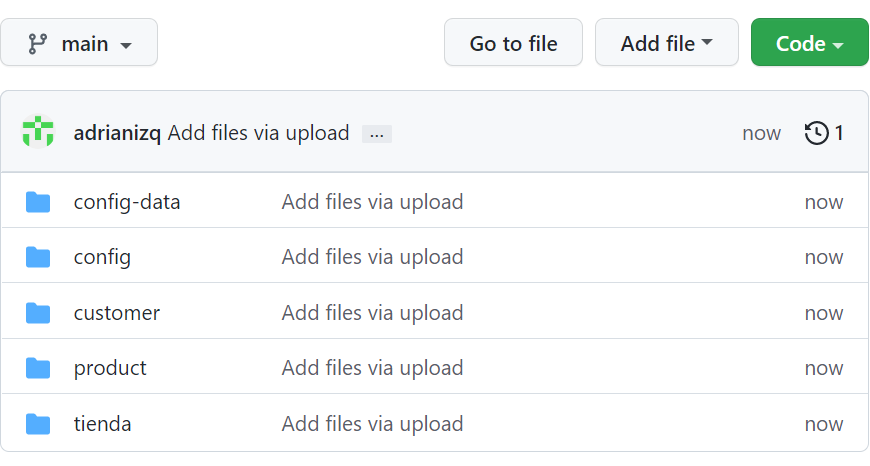 main Go to file Add file Code
adrianizq Add files via upload ... now 1
config-data Add files via upload now
config Add files via upload now
customer Add files via upload now
product Add files via upload now
tienda Add files via upload now